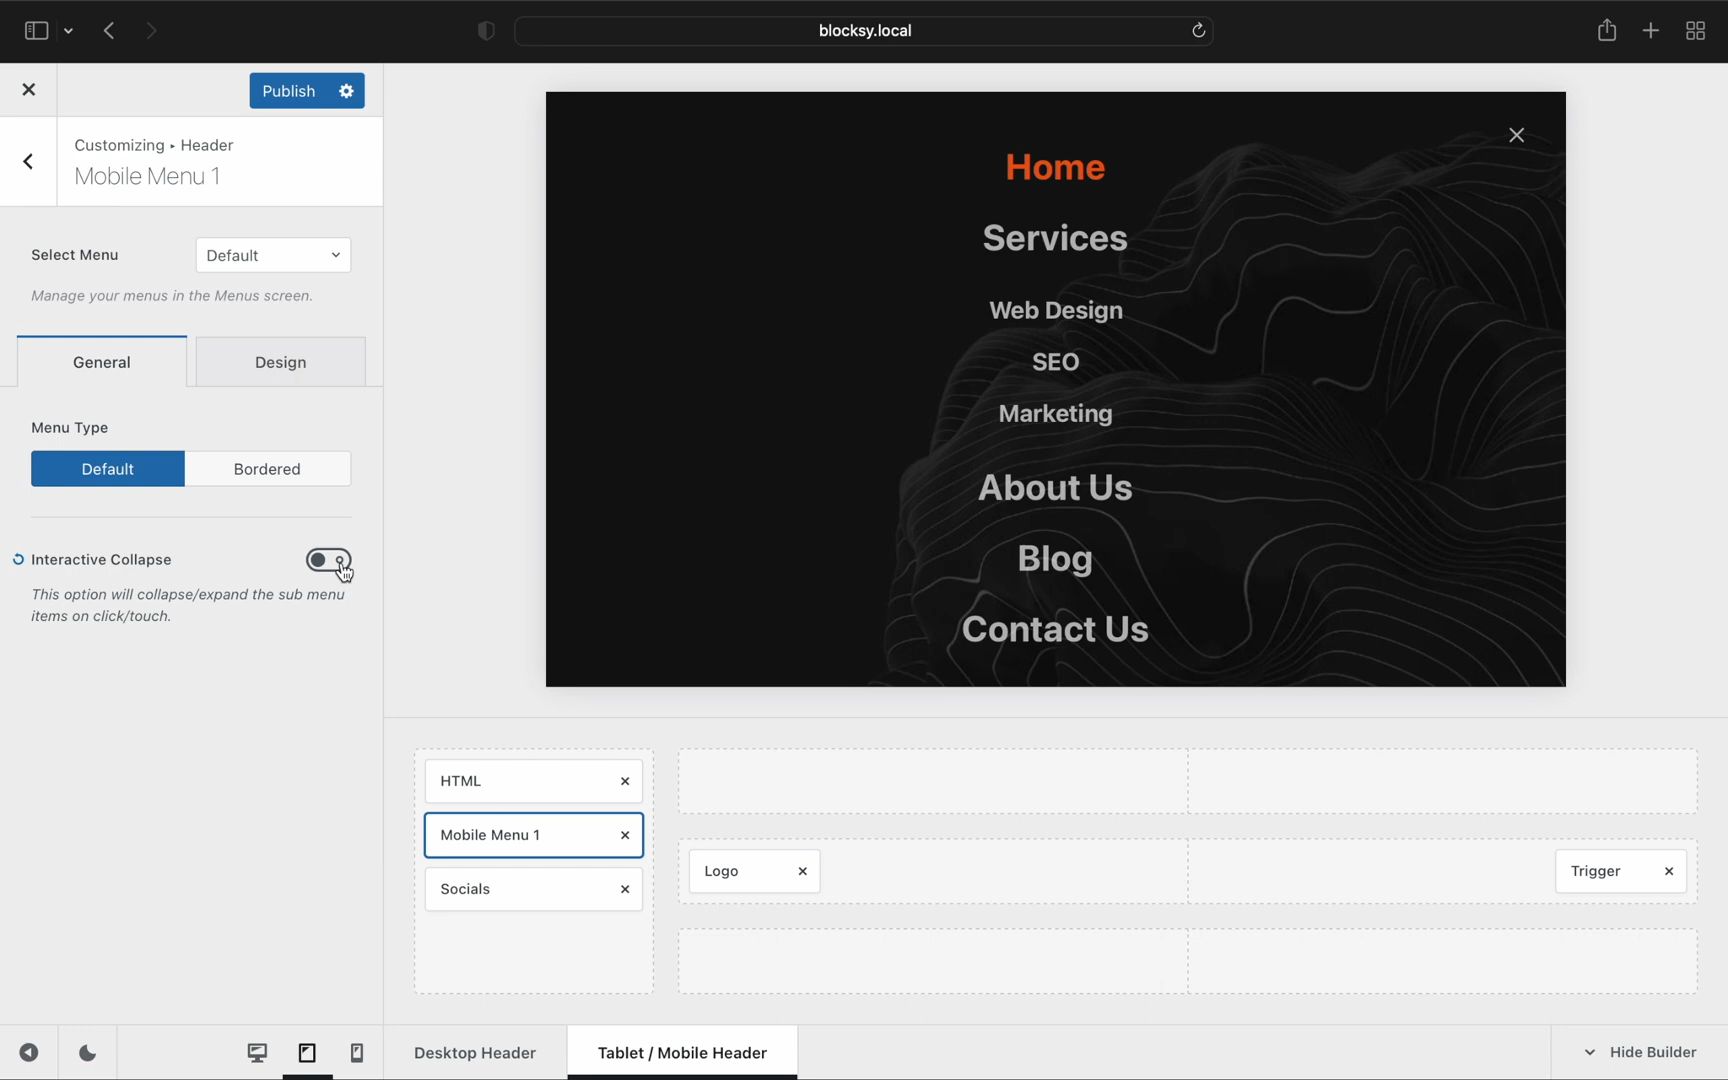 blocksy.local
Publish
Customizing ▸ Header
Mobile Menu 1
Select Menu
Default
Manage your menus in the Menus screen.
General
Design
Menu Type
Default
Bordered
Interactive Collapse
This option will collapse/expand the sub menu
items on click/touch.
Home
Services
Web Design
SEO
Marketing
About Us
Blog
Contact Us
HTML
Mobile Menu 1
Socials
Logo
Trigger
Desktop Header
Tablet / Mobile Header
Hide Builder